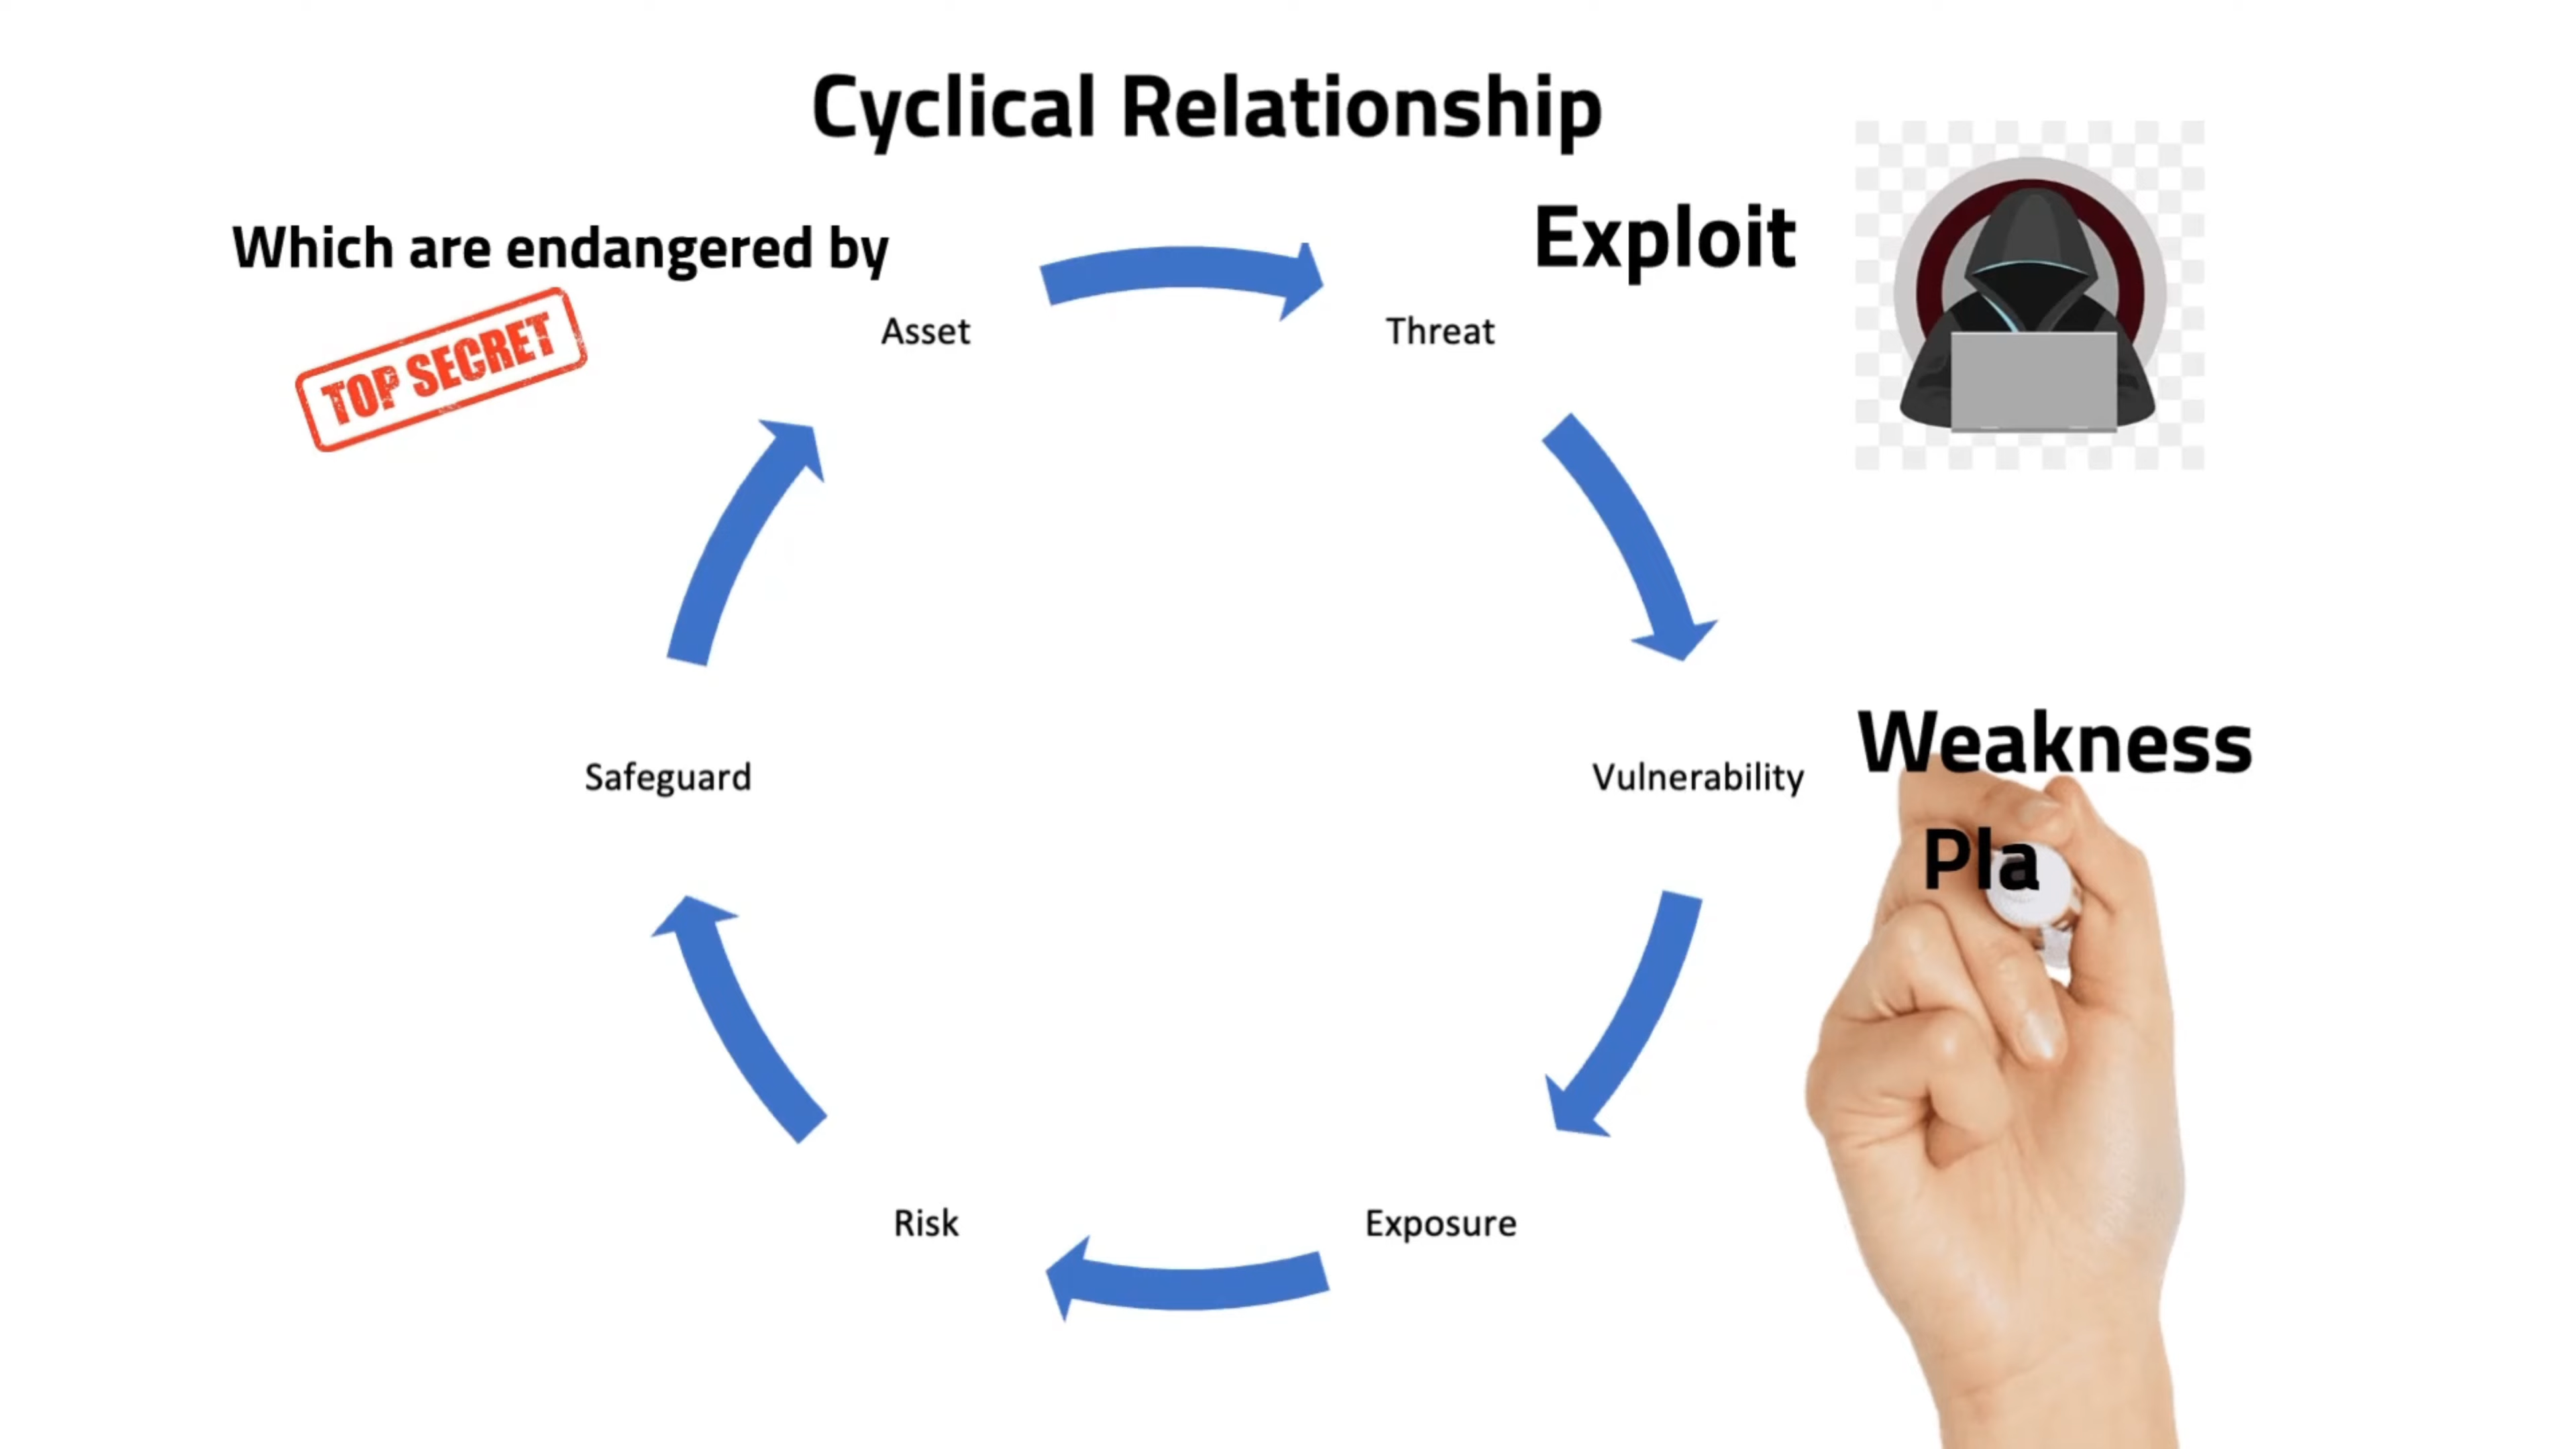 Cyclical Relationship
Which are endangered by
Exploit
TOP SECRET
Asset
Threat
Safeguard
Vulnerability
Weakness
Pla
Risk
Exposure